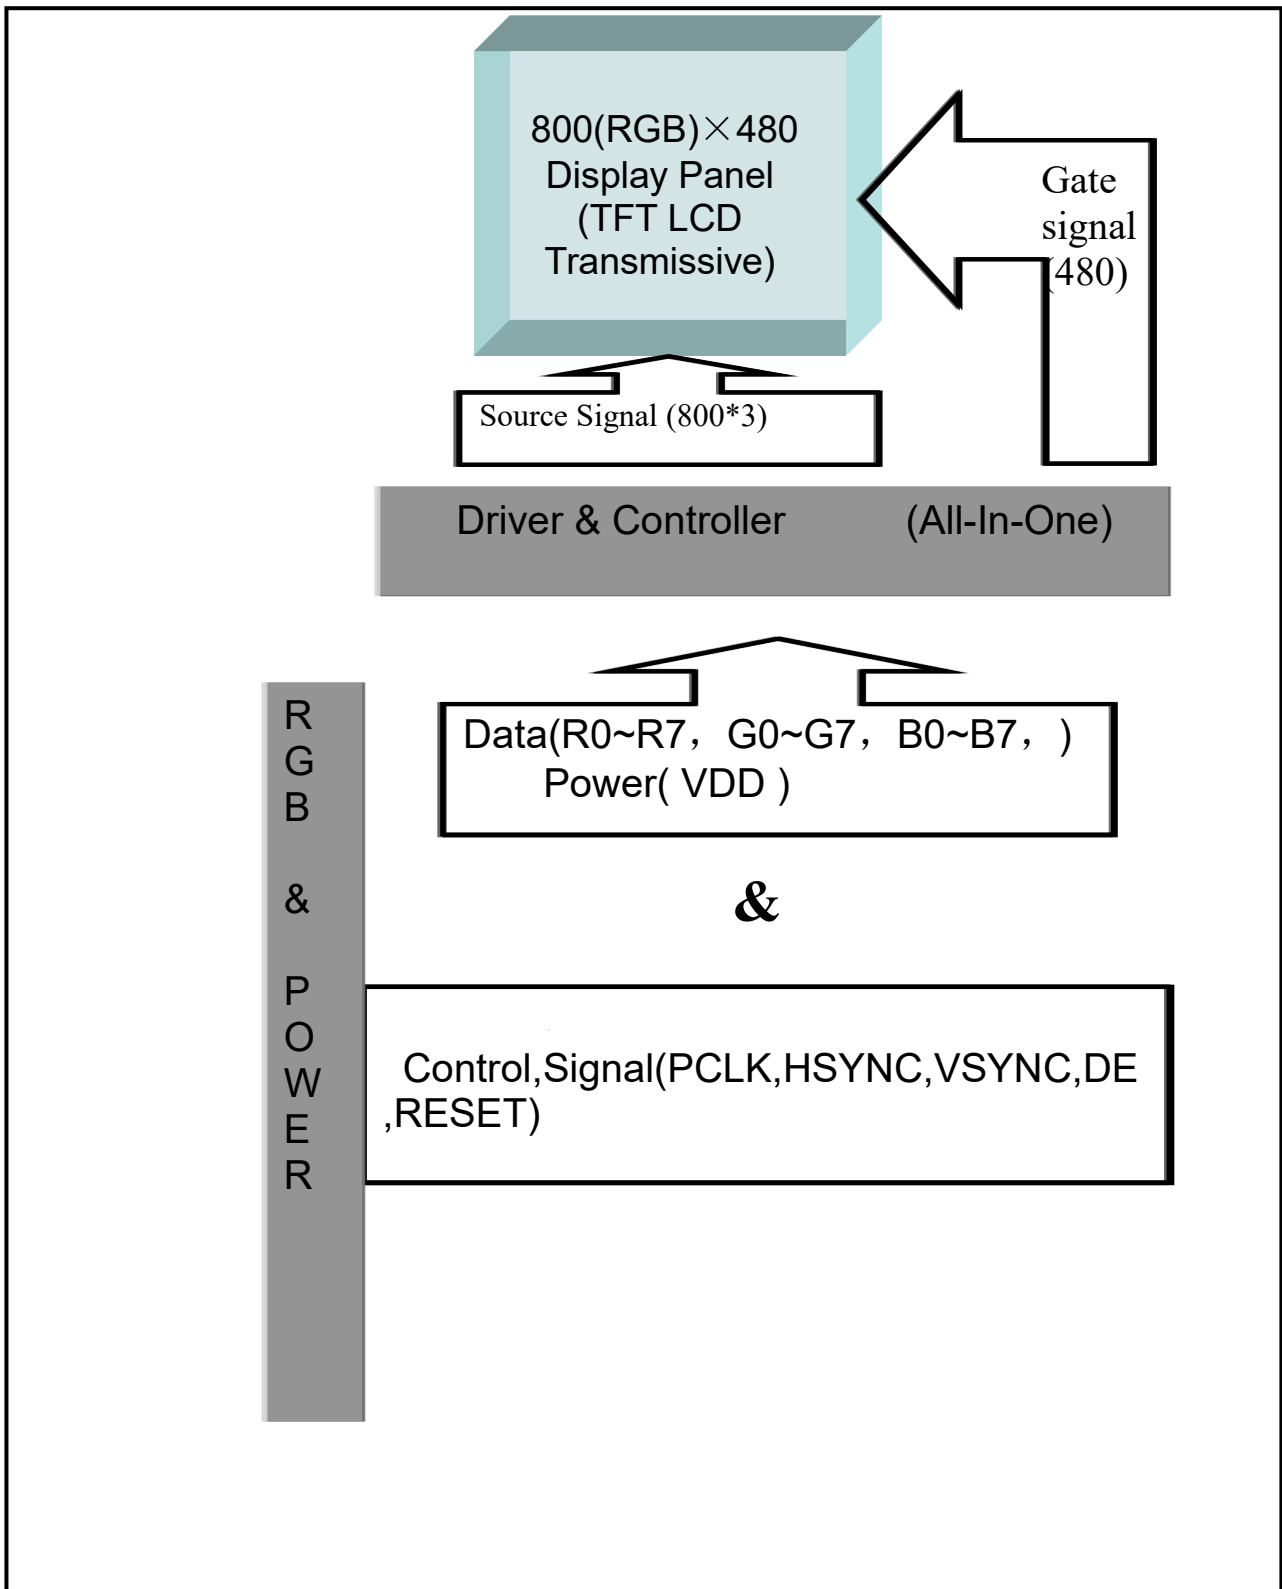 800(RGB)×480
Display Panel
(TFT LCD
Transmissive)
Gate
signal
(480)
Source Signal (800*3)
Driver & Controller (All-In-One)
R
G
B
&
P
O
W
E
R
Data(R0~R7，G0~G7，B0~B7，)
Power( VDD )
&
Control,Signal(PCLK,HSYNC,VSYNC,DE
,RESET)